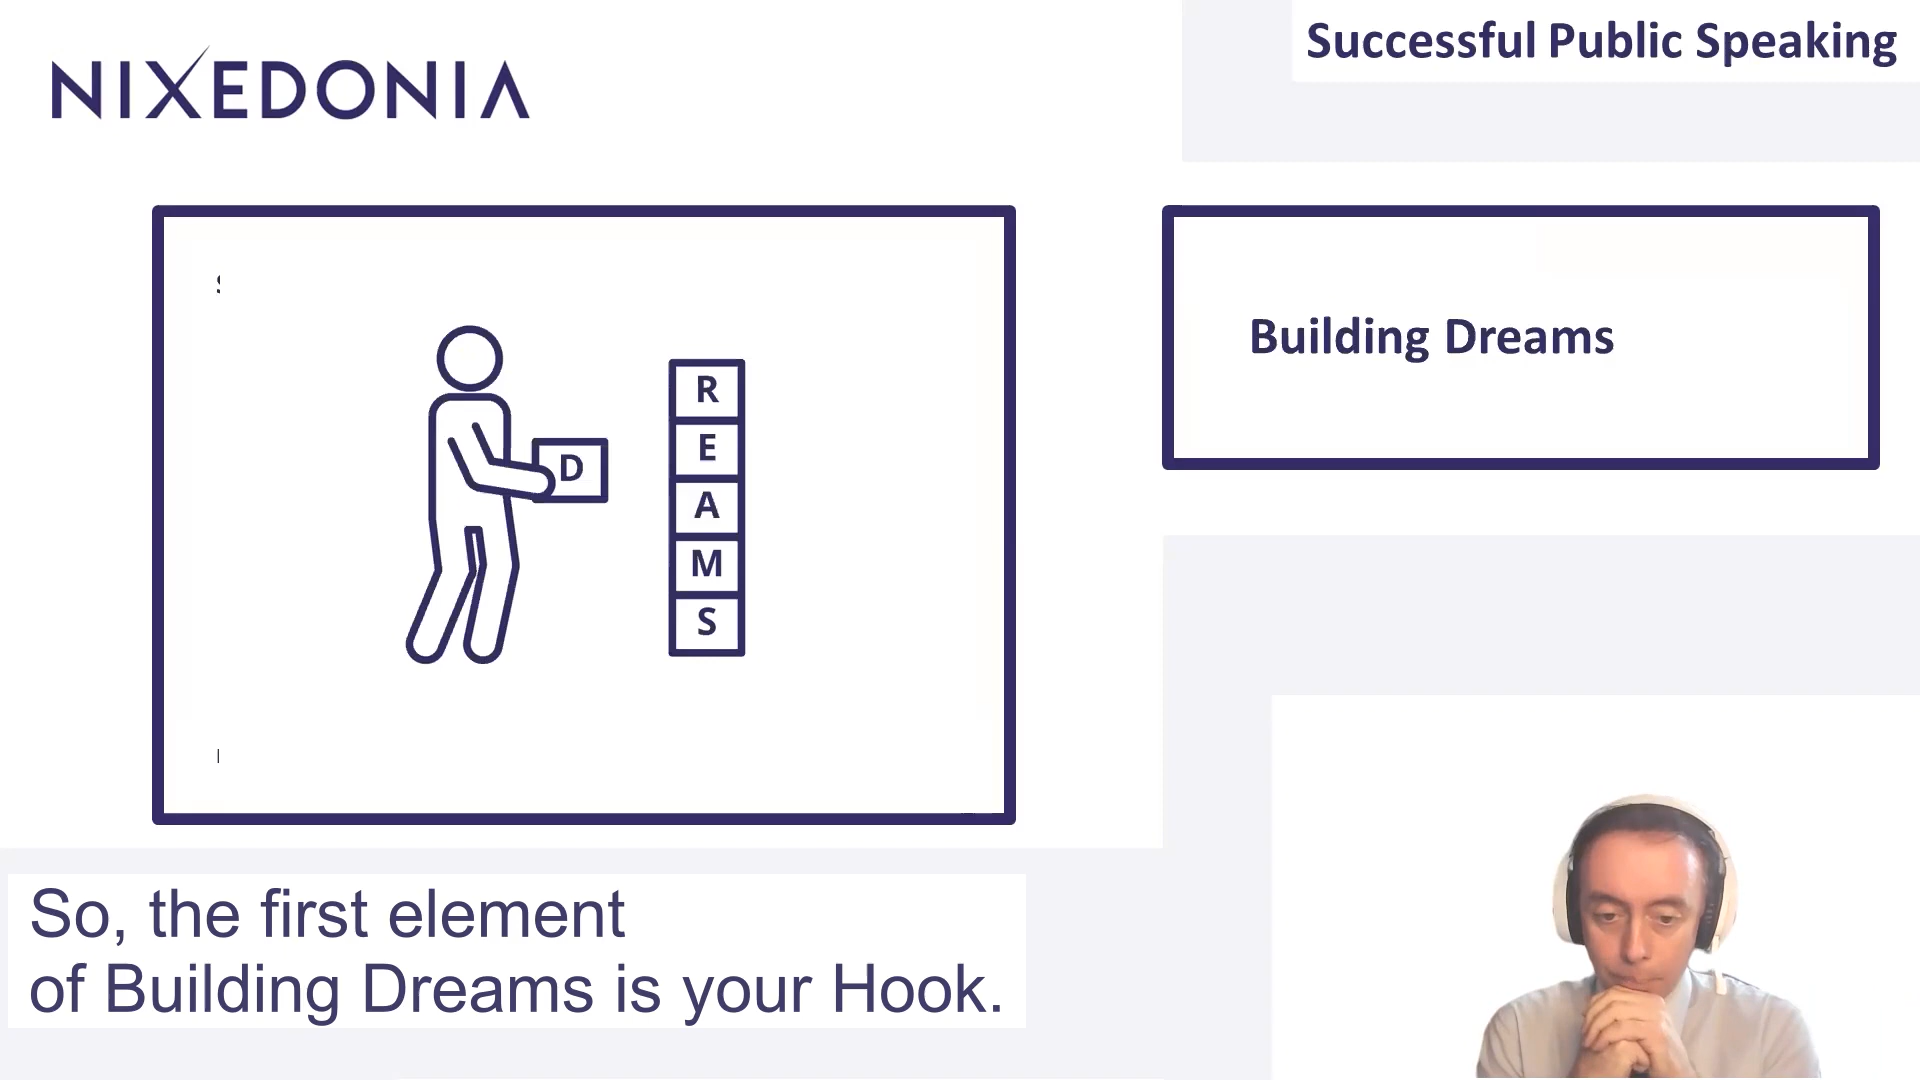 NIXEDONIA
Successful Public Speaking
D
R
E
A
M
S
Building Dreams
So, the first element
of Building Dreams is your Hook.